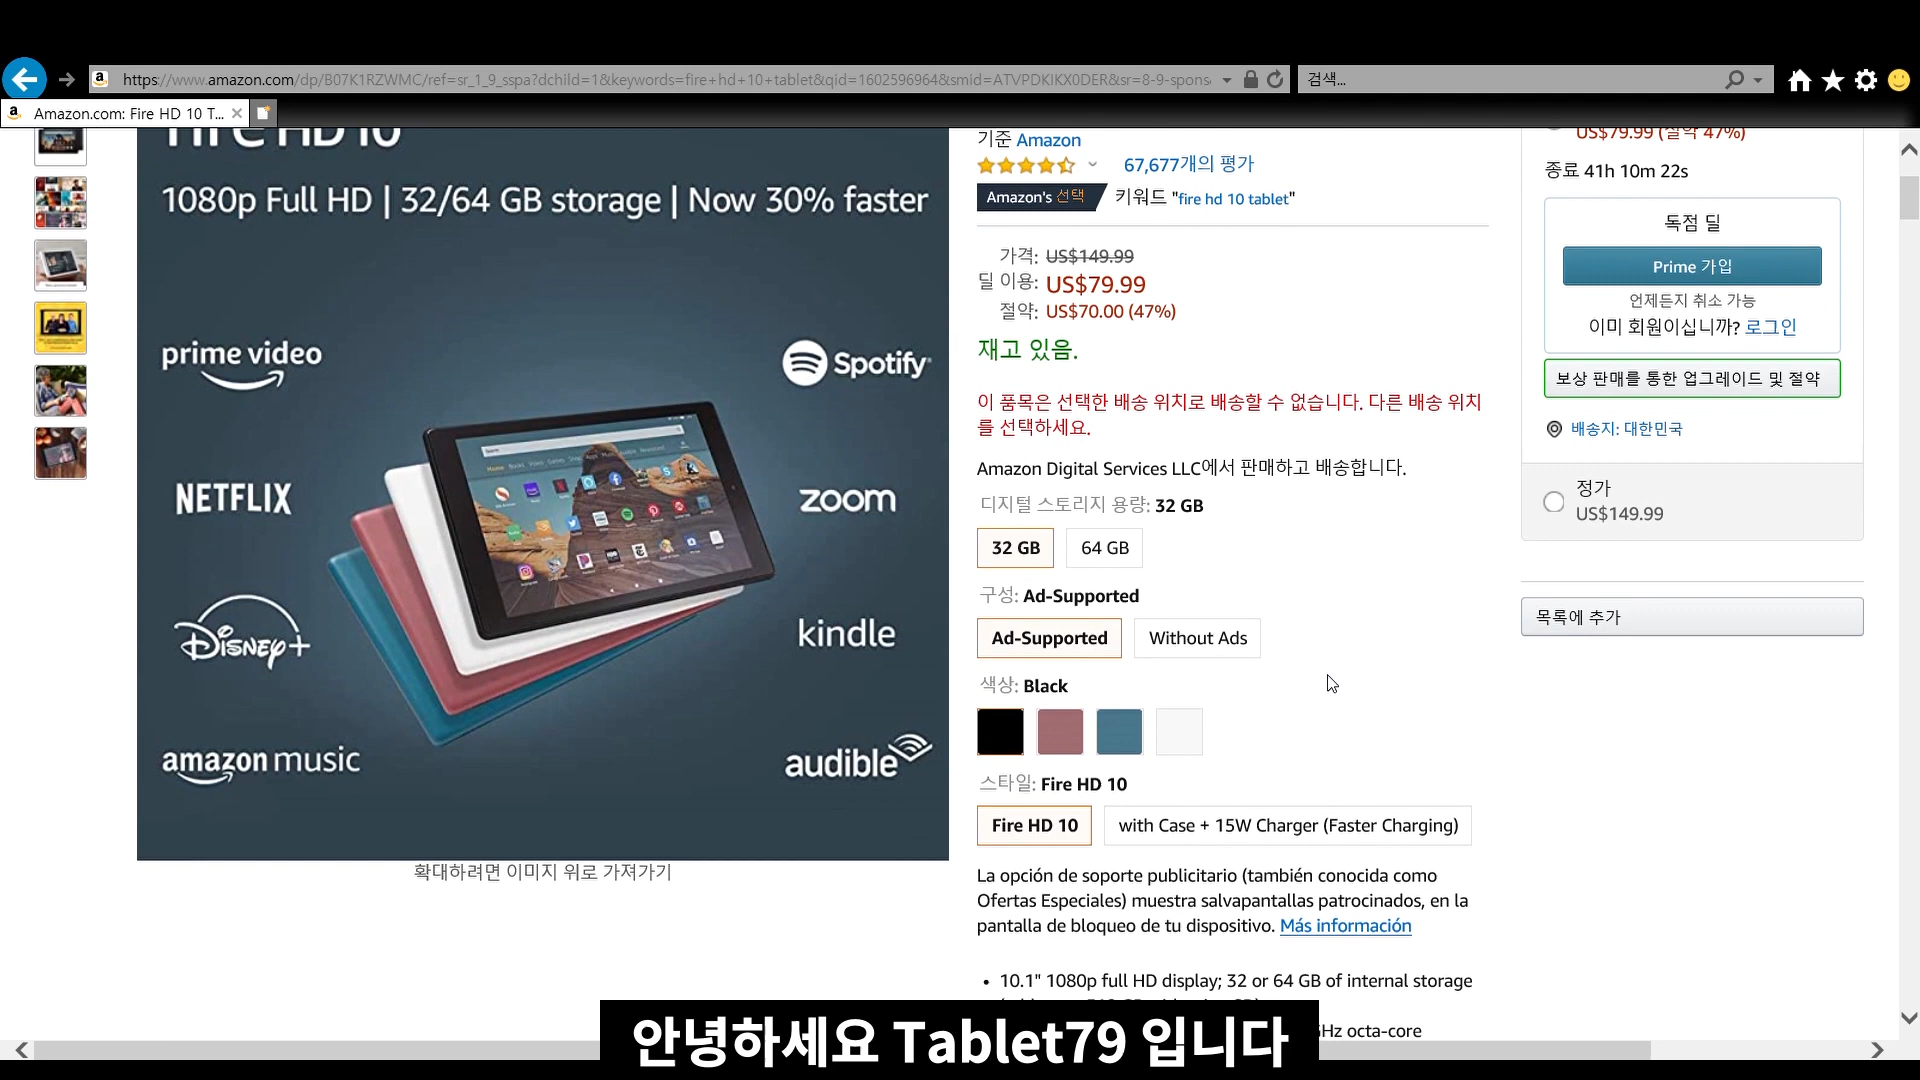 https://www.amazon.com/dp/B07K1RZWMC/ref=sr_1_9_sspa?dchild=1&keywords=fire+hd+10+tablet&qid=1602596964&smid=ATVPDKIKX0DER&sr=8-9-spons
검색...
Amazon.com: Fire HD 10 T...
Fire HD 10
1080p Full HD | 32/64 GB storage | Now 30% faster
prime video
Spotify
NETFLIX
zoom
Disney+
kindle
amazon music
audible
확대하려면 이미지 위로 가져가기
기준 Amazon
67,677개의 평가
Amazon's 선택 키워드 "fire hd 10 tablet"
가격: US$149.99
딜 이용: US$79.99
절약: US$70.00 (47%)
재고 있음.
이 품목은 선택한 배송 위치로 배송할 수 없습니다. 다른 배송 위치
를 선택하세요.
Amazon Digital Services LLC에서 판매하고 배송합니다.
디지털 스토리지 용량: 32 GB
32 GB 64 GB
구성: Ad-Supported
Ad-Supported Without Ads
색상: Black
스타일: Fire HD 10
Fire HD 10 with Case + 15W Charger (Faster Charging)
La opción de soporte publicitario (también conocida como
Ofertas Especiales) muestra salvapantallas patrocinados, en la
pantalla de bloqueo de tu dispositivo. Más información
• 10.1" 1080p full HD display; 32 or 64 GB of internal storage
octa-core
US$79.99 (절약 47%)
종료 41h 10m 22s
독점 딜
Prime 가입
언제든지 취소 가능
이미 회원이십니까? 로그인
보상 판매를 통한 업그레이드 및 절약
배송지: 대한민국
정가
US$149.99
목록에 추가
안녕하세요 Tablet79 입니다